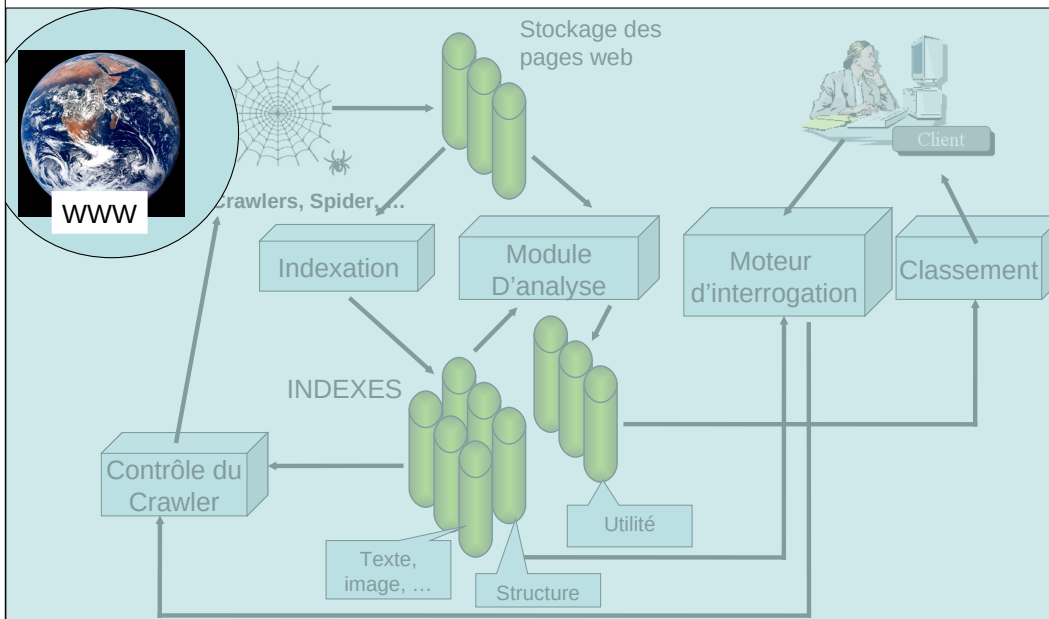 Stockage des
pages web
Client
WWW
Crawlers, Spider, …
Indexation
Module
D'analyse
Moteur
d'interrogation
Classement
INDEXES
Contrôle du
Crawler
Utilité
Texte,
image, …
Structure